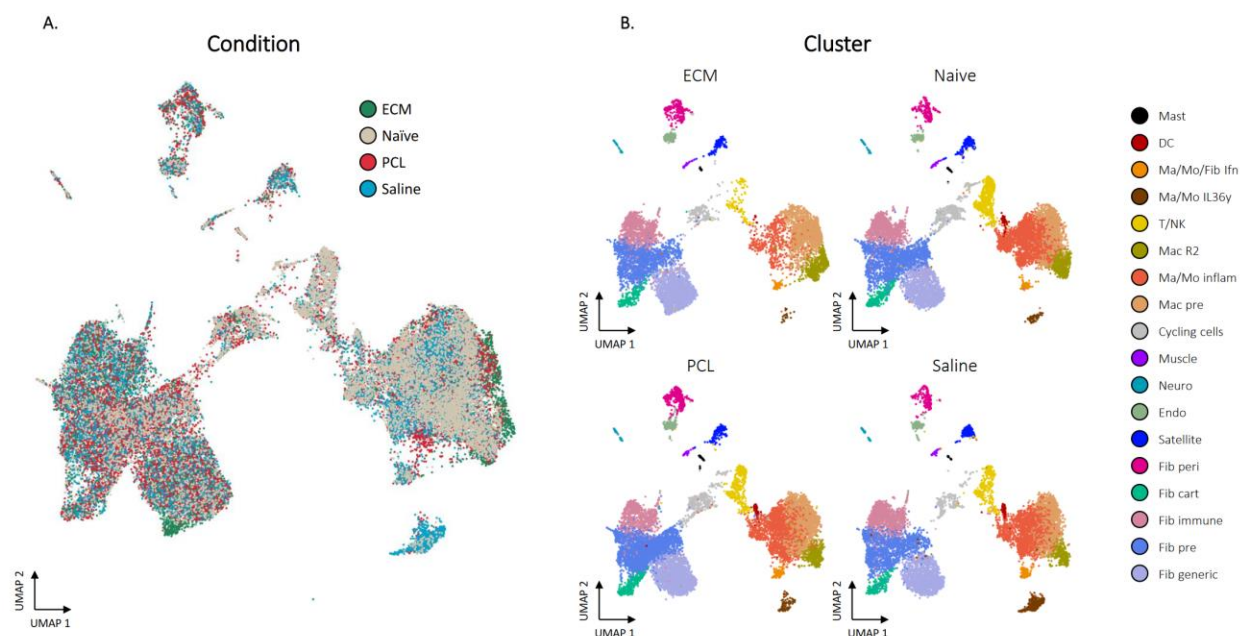 A.
Condition
ECM
Naïve
PCL
Saline
UMAP 2
UMAP 1
B.
Cluster
ECM
Naive
UMAP 2
UMAP 1
UMAP 2
UMAP 1
PCL
Saline
UMAP 2
UMAP 1
UMAP 2
UMAP 1
Mast
DC
Ma/Mo/Fib Ifn
Ma/Mo IL36y
T/NK
Mac R2
Ma/Mo inflam
Mac pre
Cycling cells
Muscle
Neuro
Endo
Satellite
Fib peri
Fib cart
Fib immune
Fib pre
Fib generic